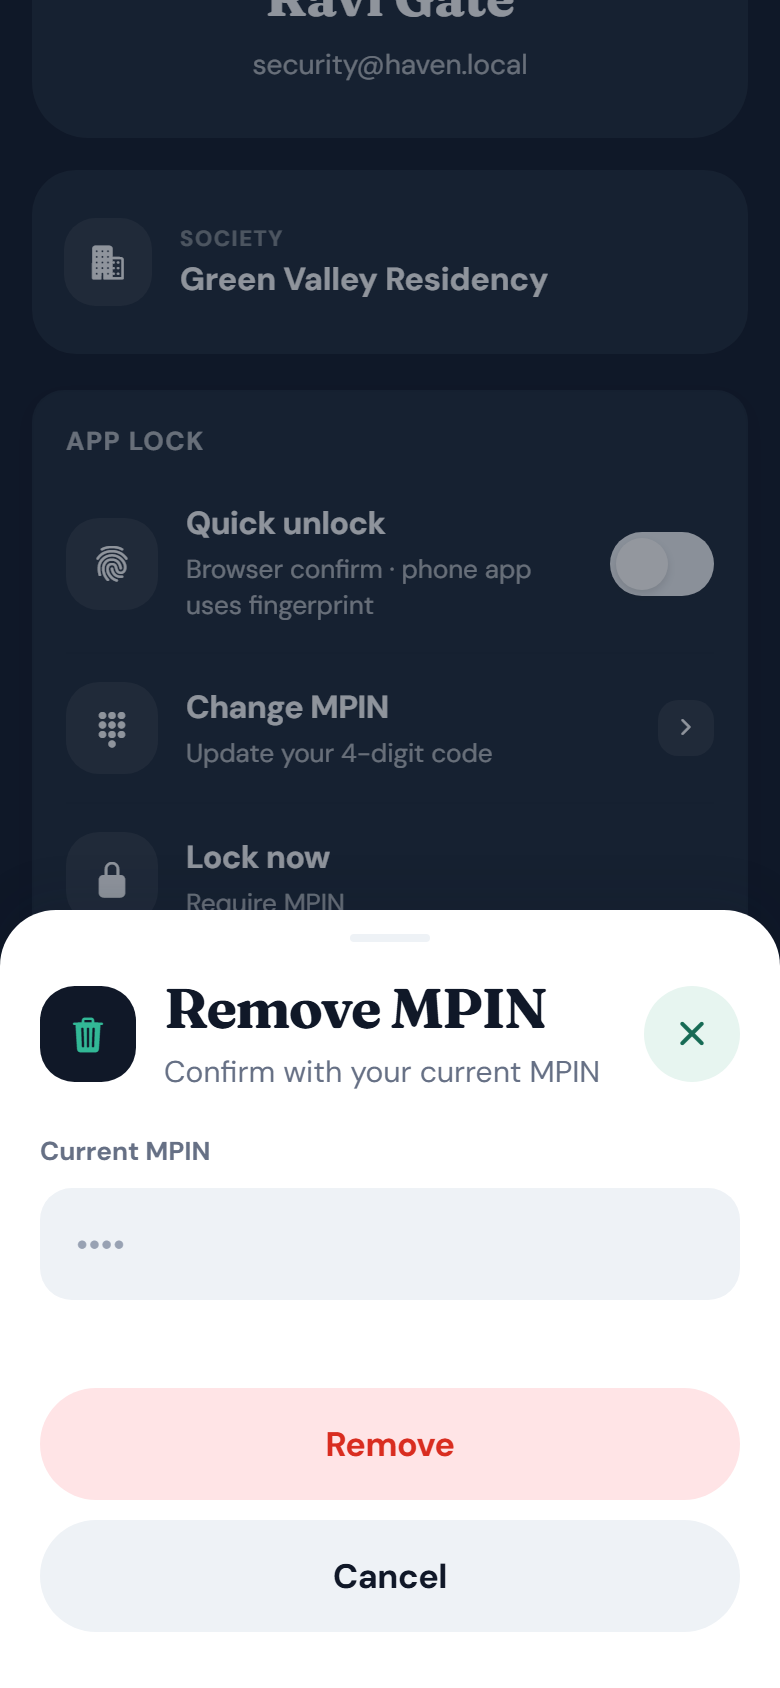 Ravi Gate
security@haven.local
SOCIETY
Green Valley Residency
APP LOCK
Quick unlock
Browser confirm · phone app
uses fingerprint
Change MPIN
Update your 4-digit code
Lock now
Require MPIN
Remove MPIN
Confirm with your current MPIN
Current MPIN
••••
Remove
Cancel